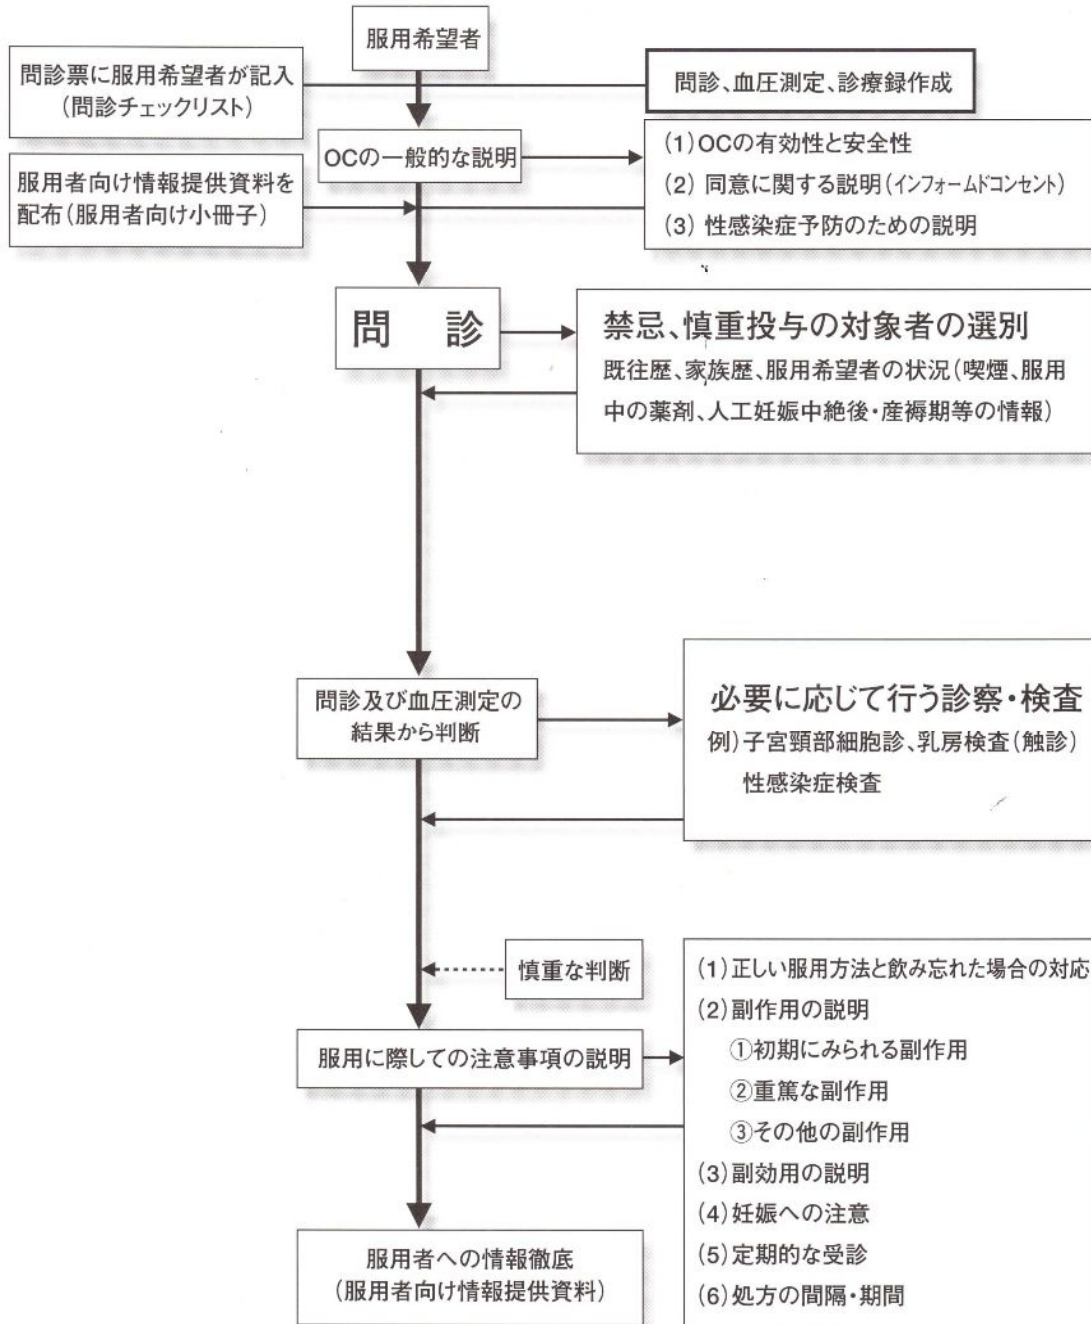 服用希望者
問診票に服用希望者が記入
(問診チェックリスト)
問診、血圧測定、診療録作成
OCの一般的な説明
(1)OCの有効性と安全性
(2)同意に関する説明(インフォームドコンセント)
(3)性感染症予防のための説明
服用者向け情報提供資料を
配布(服用者向け小冊子)
問 診
禁忌、慎重投与の対象者の選別
既往歴、家族歴、服用希望者の状況(喫煙、服用
中の薬剤、人工妊娠中絶後・産褥期等の情報)
問診及び血圧測定の
結果から判断
必要に応じて行う診察・検査
例)子宮頸部細胞診、乳房検査(触診)
性感染症検査
慎重な判断
服用に際しての注意事項の説明
(1)正しい服用方法と飲み忘れた場合の対応
(2)副作用の説明
①初期にみられる副作用
②重篤な副作用
③その他の副作用
(3)副効用の説明
(4)妊娠への注意
(5)定期的な受診
(6)処方の間隔・期間
服用者への情報徹底
(服用者向け情報提供資料)